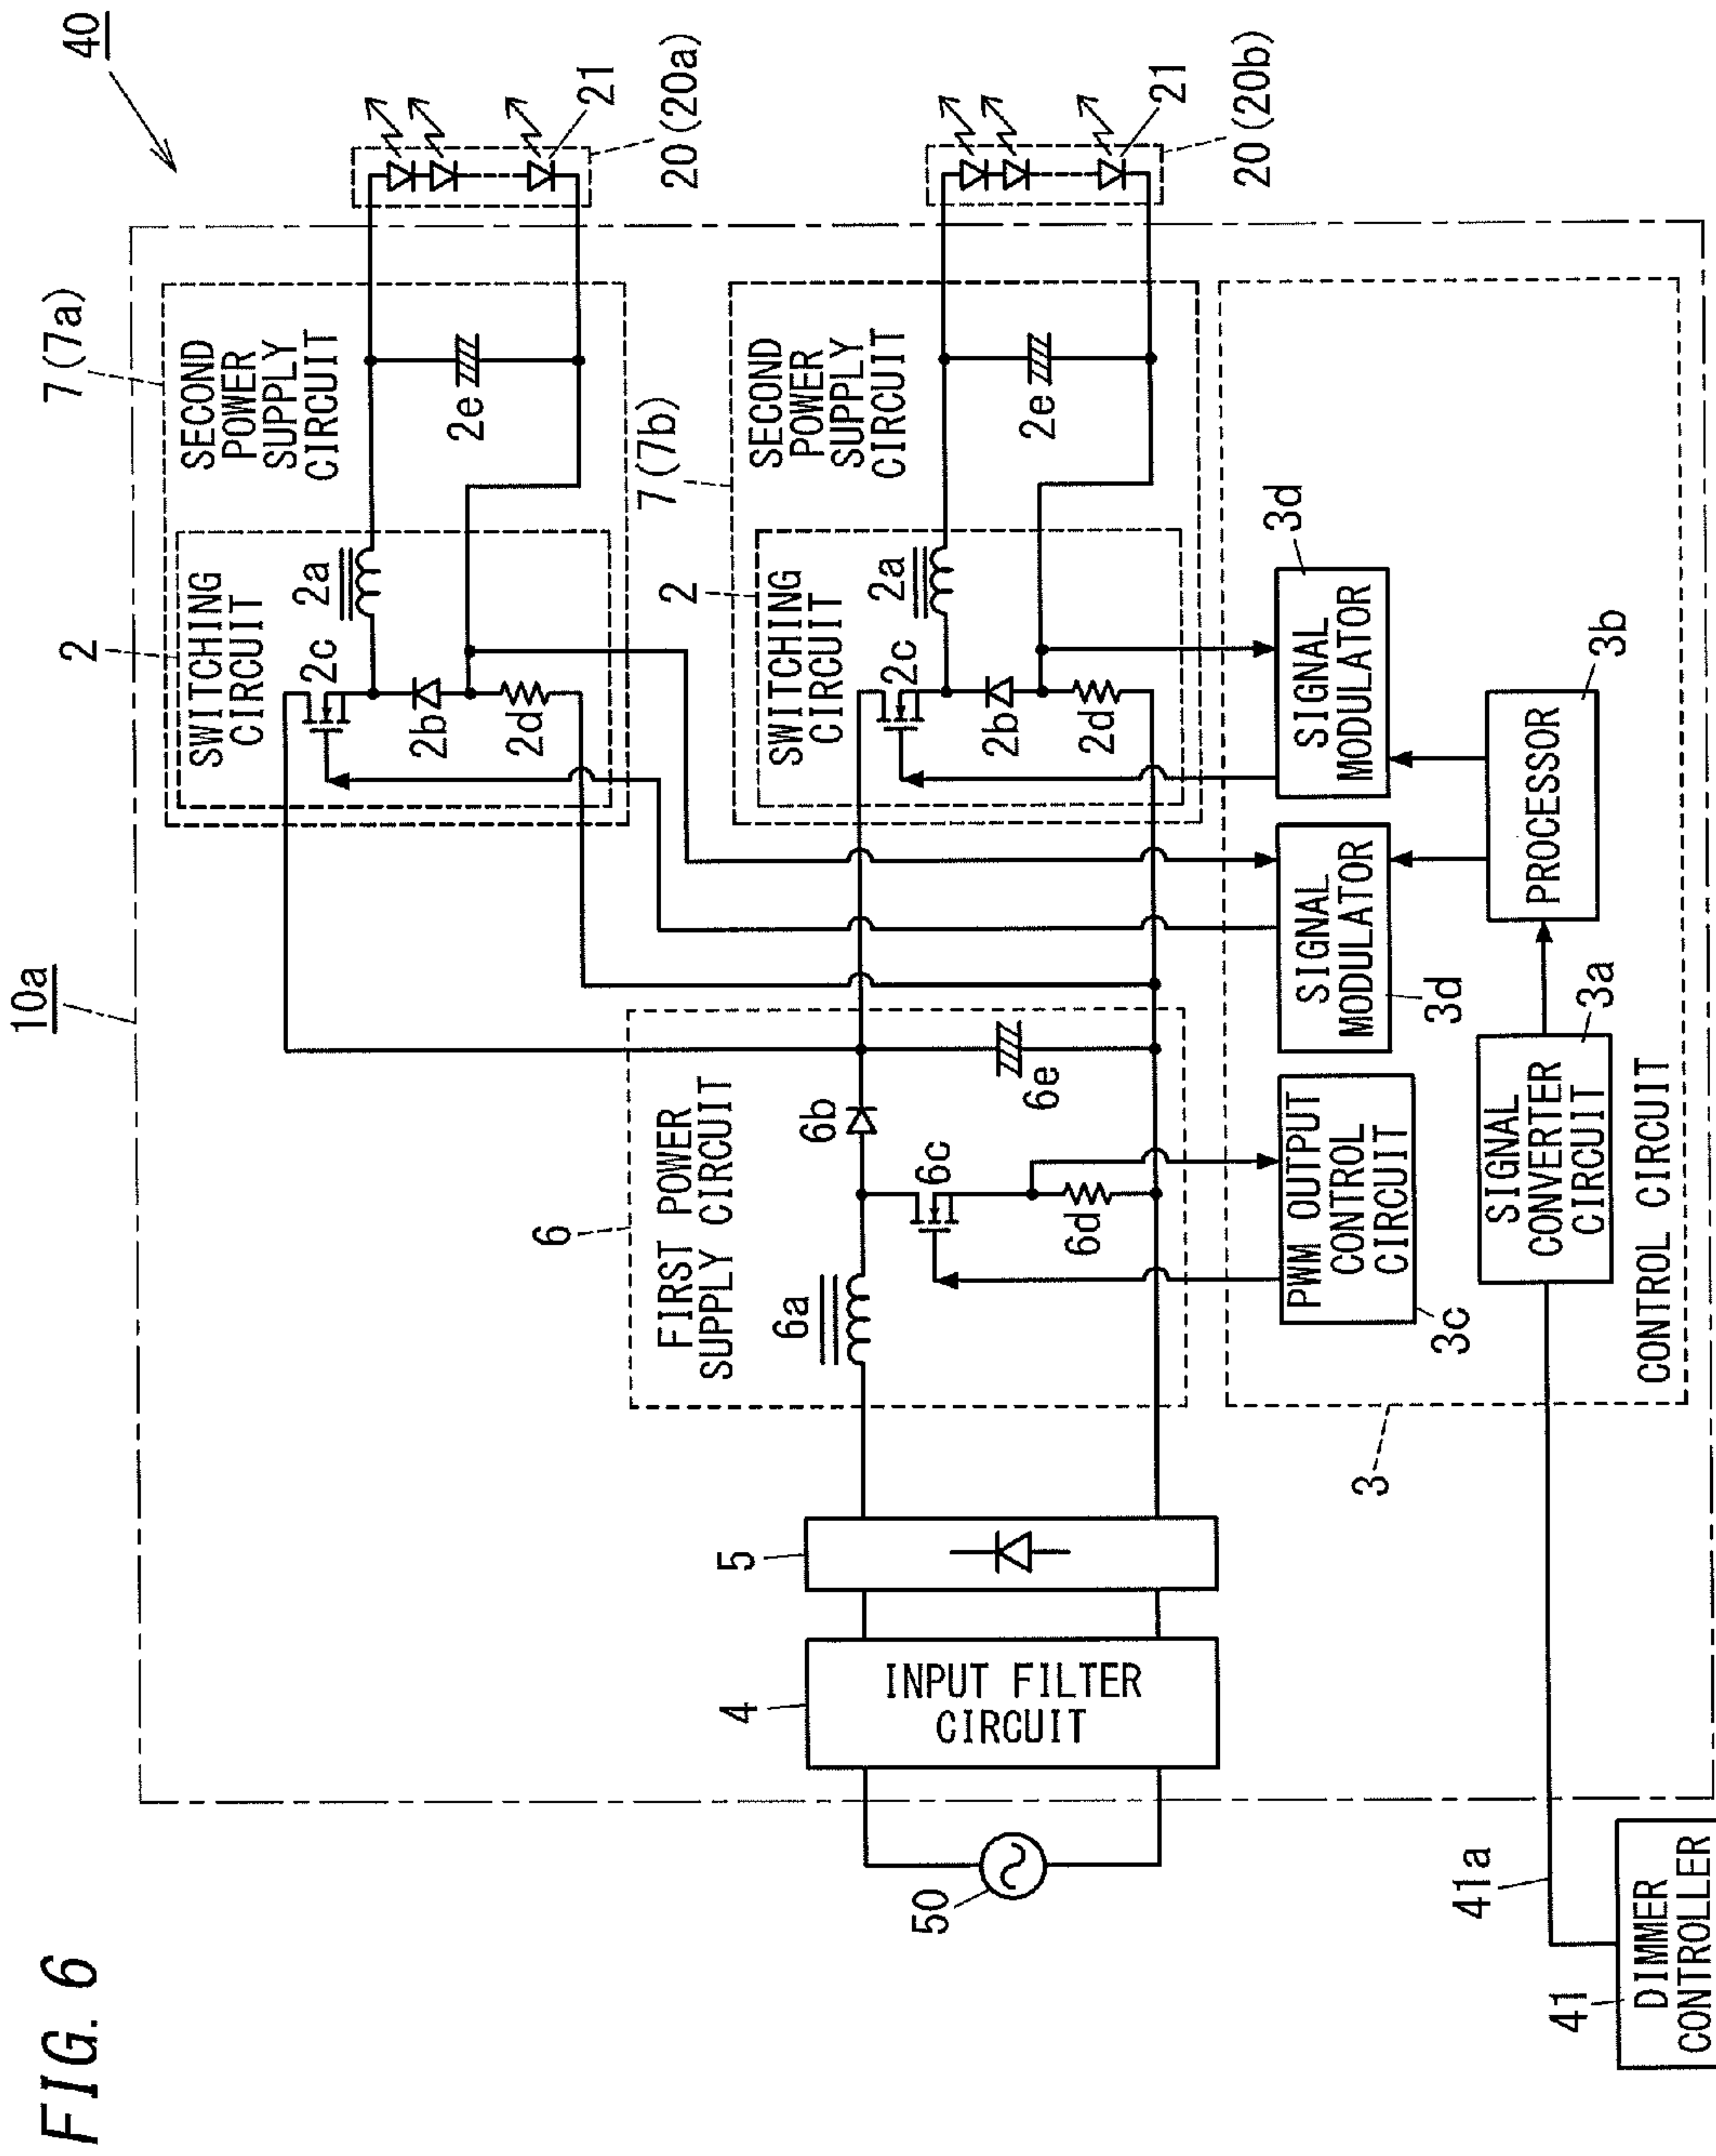 FIG. 6
10a
40
7(7a)
SECOND
POWER
SUPPLY
CIRCUIT
2
SWITCHING
CIRCUIT
2a
2c
2b
2d
2e
21
20(20a)
7(7b)
SECOND
POWER
SUPPLY
CIRCUIT
2
SWITCHING
CIRCUIT
2a
2c
2b
2d
2e
21
20(20b)
6
FIRST POWER
SUPPLY CIRCUIT
6a
6b
6c
6d
6e
5
4
INPUT FILTER
CIRCUIT
50
PWM OUTPUT
CONTROL
CIRCUIT
3c
SIGNAL
MODULATOR
3d
SIGNAL
MODULATOR
3d
3
SIGNAL
CONVERTER
CIRCUIT
3a
PROCESSOR
3b
CONTROL CIRCUIT
41a
41
DIMMER
CONTROLLER